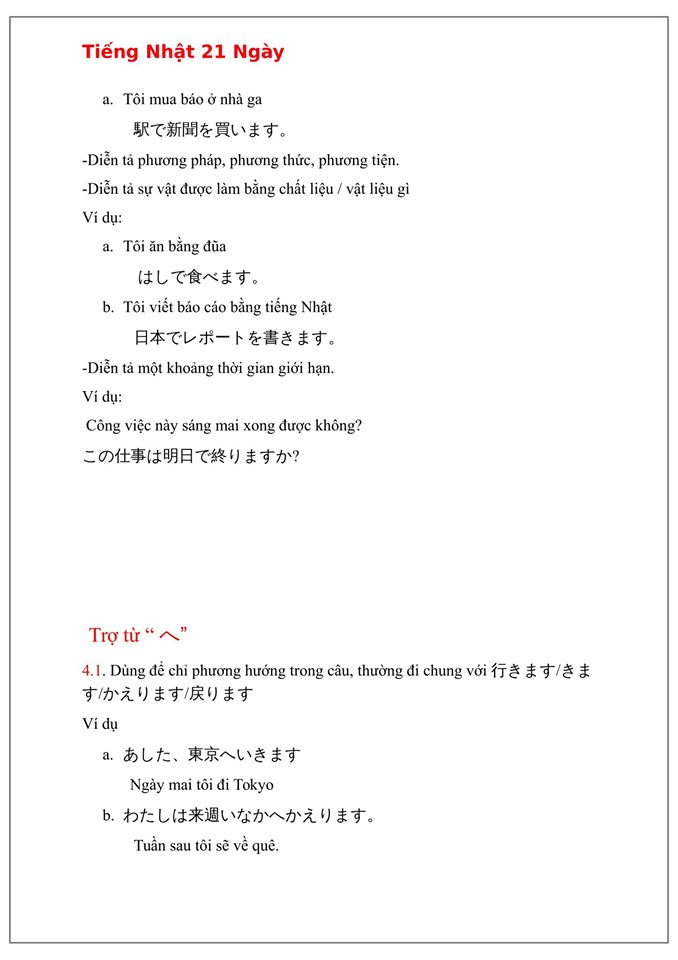 Tiếng Nhật 21 Ngày
a. Tôi mua báo ở nhà ga
駅で新聞を買います。
-Diễn tả phương pháp, phương thức, phương tiện.
-Diễn tả sự vật được làm bằng chất liệu / vật liệu gì
Ví dụ:
a. Tôi ăn bằng đũa
はしで食べます。
b. Tôi viết báo cáo bằng tiếng Nhật
日本でレポートを書きます。
-Diễn tả một khoảng thời gian giới hạn.
Ví dụ:
Công việc này sáng mai xong được không?
この仕事は明日で終りますか?
Trợ từ “ へ”
4.1. Dùng để chỉ phương hướng trong câu, thường đi chung với 行きます/きま
す/かえります/戻ります
Ví dụ
a. あした、東京へいきます
Ngày mai tôi đi Tokyo
b. わたしは来週いなかへかえります。
Tuần sau tôi sẽ về quê.